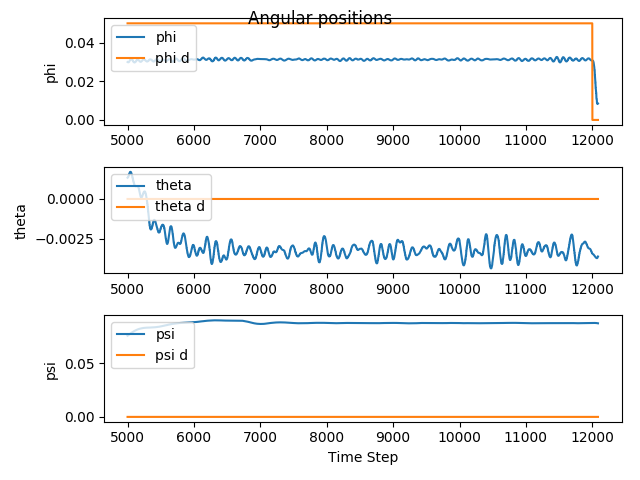 Angular positions
phi
phi d
phi
0.04
0.02
0.00
5000 6000 7000 8000 9000 10000 11000 12000
theta
theta d
theta
0.0000
−0.0025
5000 6000 7000 8000 9000 10000 11000 12000
psi
psi d
psi
0.05
0.00
5000 6000 7000 8000 9000 10000 11000 12000
Time Step